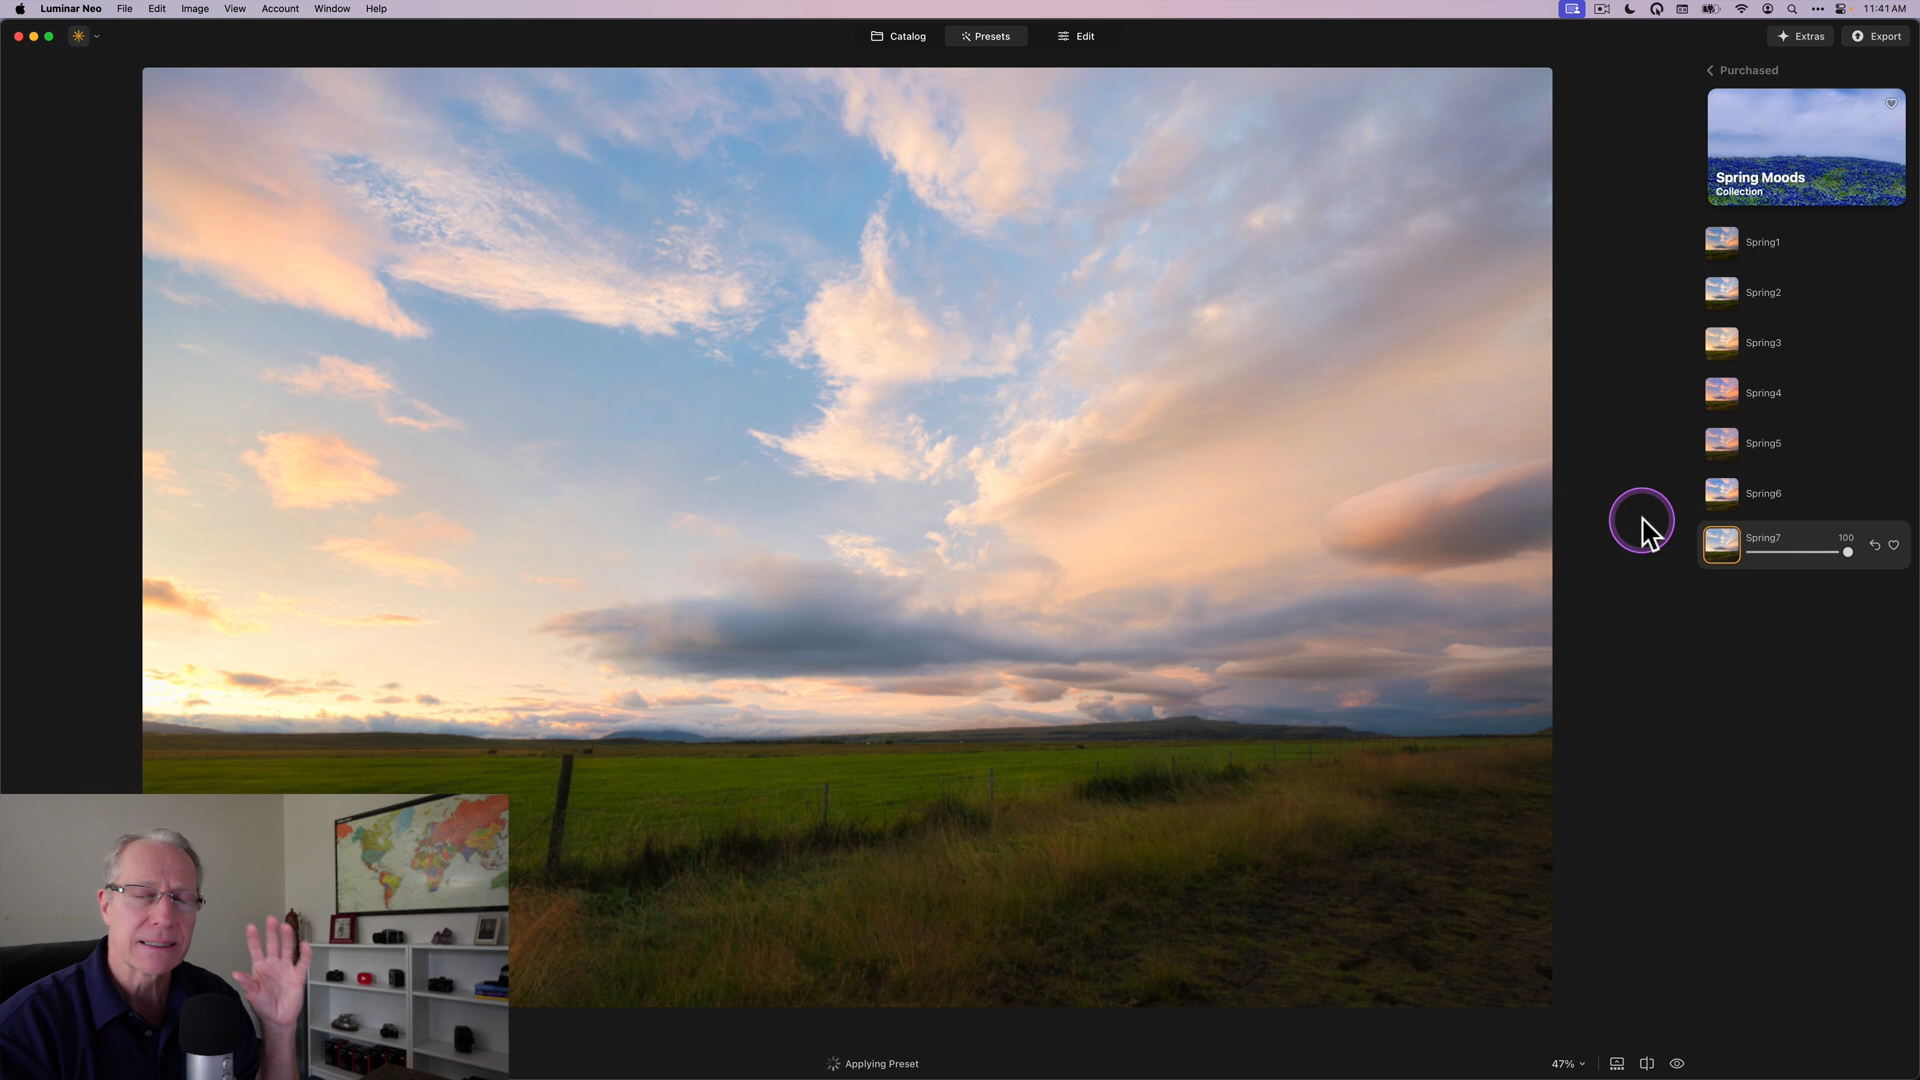 Luminar Neo File Edit Image View Account Window Help 11:41 AM
Catalog Presets Edit Extras Export
Purchased
Spring Moods
Collection
Spring1
Spring2
Spring3
Spring4
Spring5
Spring6
Spring7 100
Applying Preset 47%